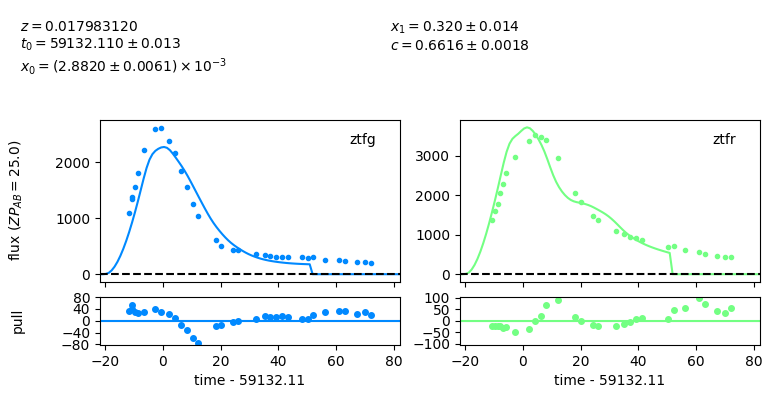 z = 0.017983120
t₀ = 59132.110 ± 0.013
x₀ = (2.8820 ± 0.0061) × 10⁻³
x₁ = 0.320 ± 0.014
c = 0.6616 ± 0.0018
flux (ZP_AB = 25.0)
ztfg
2000
1000
0
ztfr
3000
2000
1000
0
pull
80
40
0
−40
−80
−20 0 20 40 60 80
time - 59132.11
100
50
0
−50
−100
−20 0 20 40 60 80
time - 59132.11